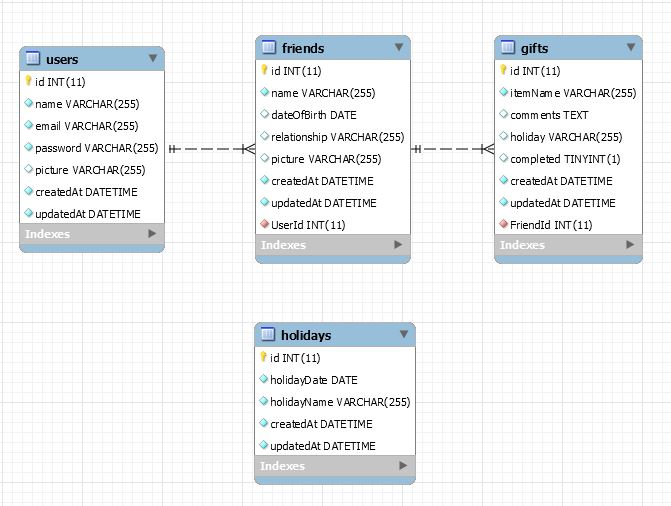 users
id INT(11)
name VARCHAR(255)
email VARCHAR(255)
password VARCHAR(255)
picture VARCHAR(255)
createdAt DATETIME
updatedAt DATETIME
Indexes
friends
id INT(11)
name VARCHAR(255)
dateOfBirth DATE
relationship VARCHAR(255)
picture VARCHAR(255)
createdAt DATETIME
updatedAt DATETIME
UserId INT(11)
Indexes
gifts
id INT(11)
itemName VARCHAR(255)
comments TEXT
holiday VARCHAR(255)
completed TINYINT(1)
createdAt DATETIME
updatedAt DATETIME
FriendId INT(11)
Indexes
holidays
id INT(11)
holidayDate DATE
holidayName VARCHAR(255)
createdAt DATETIME
updatedAt DATETIME
Indexes